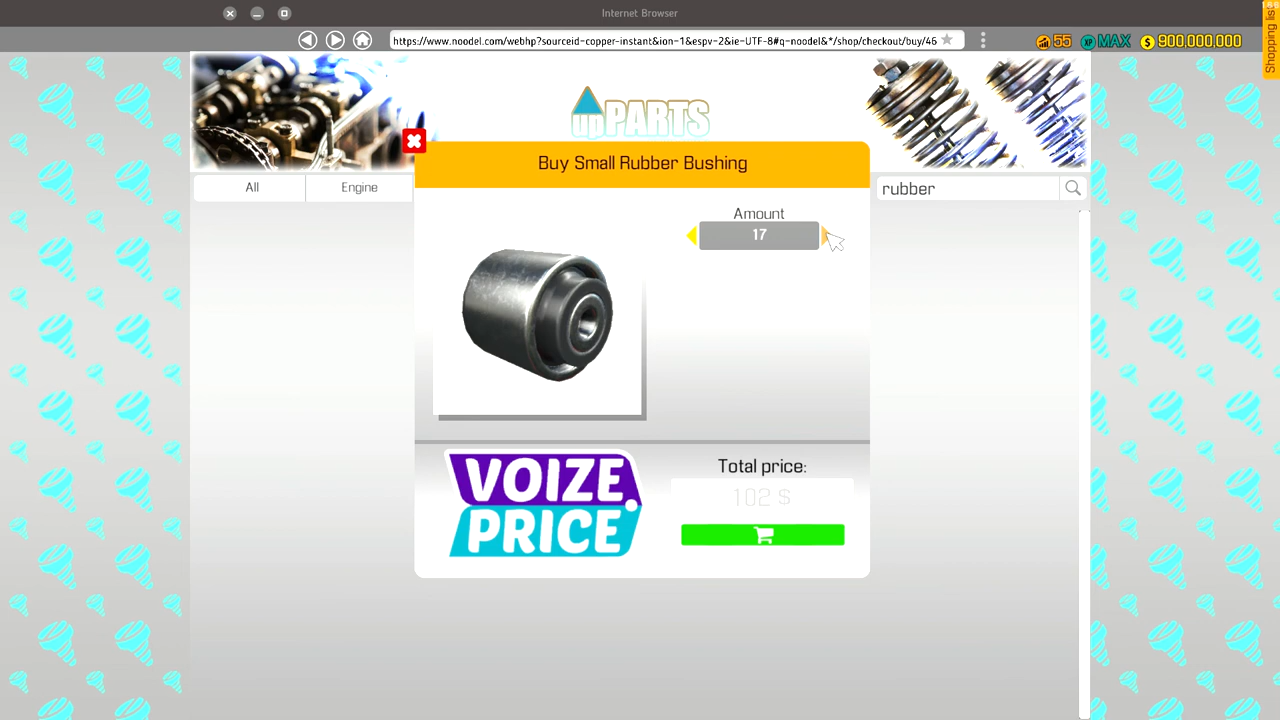 Internet Browser
https://www.noodel.com/webhp?sourceid-copper-instant&ion-1&espv-2&ie-UTF-8#q-noodel&*/shop/checkout/buy/46
55
XP MAX
$ 900,000,000
Shopping list
upPARTS
Buy Small Rubber Bushing
All
Engine
rubber
Amount
17
VOIZE.
PRICE
Total price:
102 $